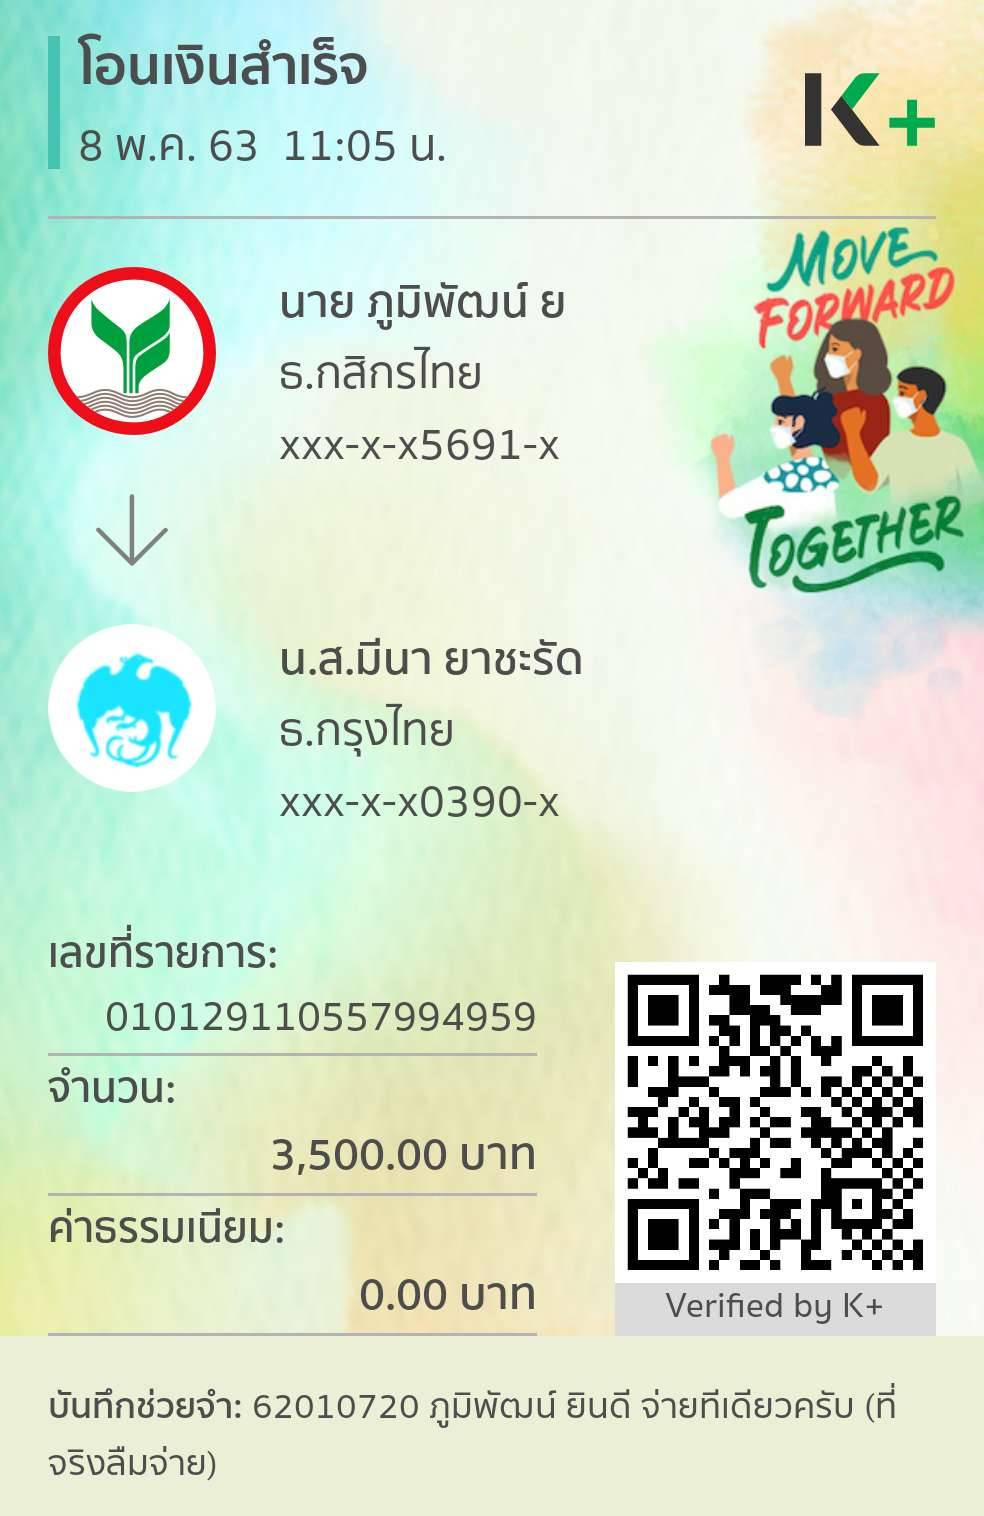 โอนเงินสำเร็จ
8 พ.ค. 63 11:05 น.
K+
MOVE
FORWARD
TOGETHER
นาย ภูมิพัฒน์ ย
ธ.กสิกรไทย
xxx-x-x5691-x
น.ส.มีนา ยาชะรัด
ธ.กรุงไทย
xxx-x-x0390-x
เลขที่รายการ:
010129110557994959
จำนวน:
3,500.00 บาท
ค่าธรรมเนียม:
0.00 บาท
Verified by K+
บันทึกช่วยจำ: 62010720 ภูมิพัฒน์ ยินดี จ่ายทีเดียวครับ (ที่
จริงลืมจ่าย)